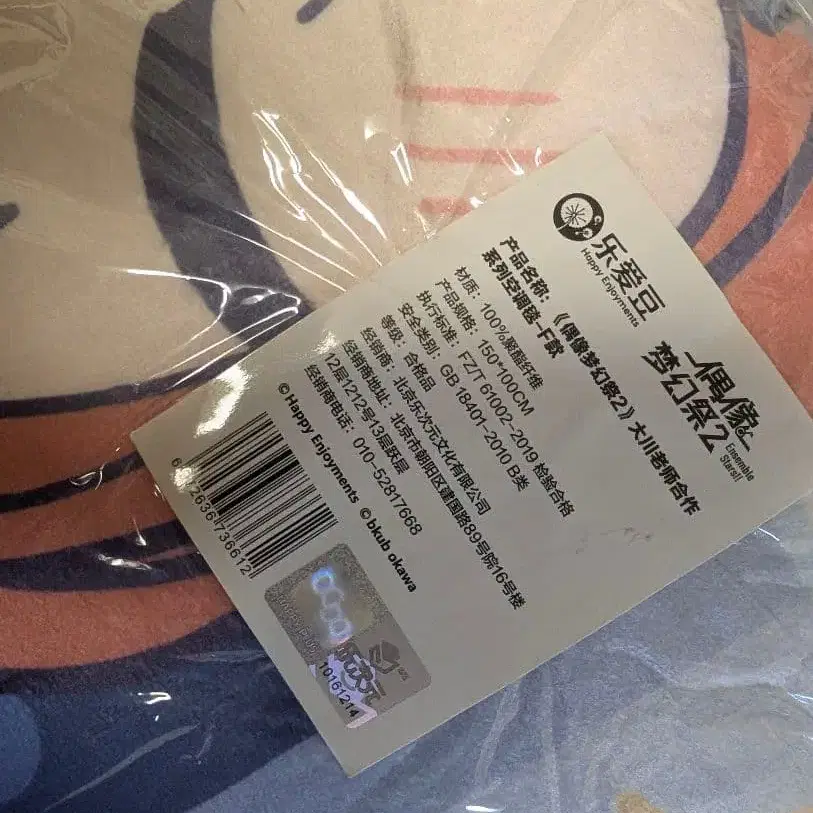 乐爱豆
Happy Enjoyments
偶像
梦幻祭2
Ensemble
Stars!!
产品名称：《偶像梦幻祭2》大川老师合作
系列空调毯-F款
材质：100%聚酯纤维
产品规格：150*100CM
执行标准：FZ/T 61002-2019 检验合格
安全类别：GB 18401-2010 B类
等级：合格品
经销商：北京乐次元文化有限公司
经销商地址：北京市朝阳区建国路89号院16号楼
12层1212号13层跃层
经销商电话：010-52817668
© Happy Enjoyments © bkub okawa
10161214